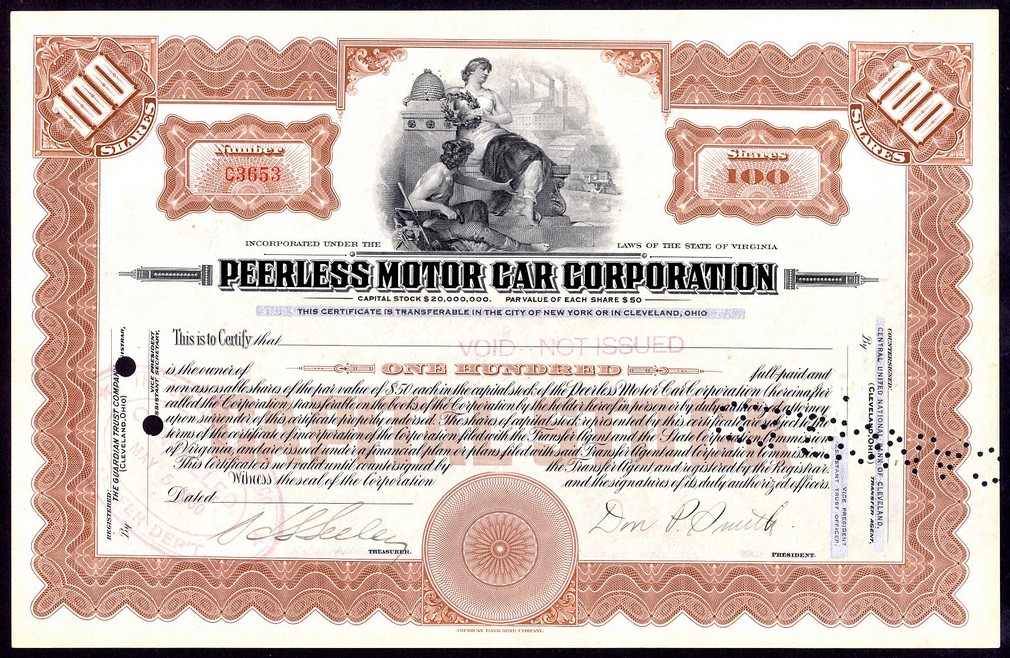 100
SHARES
100
SHARES
Number
C3653
Shares
100
INCORPORATED UNDER THE LAWS OF THE STATE OF VIRGINIA
PEERLESS MOTOR CAR CORPORATION
CAPITAL STOCK $20,000,000. PAR VALUE OF EACH SHARE $50
THIS CERTIFICATE IS TRANSFERABLE IN THE CITY OF NEW YORK OR IN CLEVELAND, OHIO
This is to Certify that
VOID - NOT ISSUED
is the owner of ONE HUNDRED full-paid and
nonassessable shares of the par value of $50 each in the capital stock of the Peerless Motor Car Corporation (hereinafter
called the Corporation) transferable on the books of the Corporation by the holder hereof in person or by duly authorized attorney
upon surrender of this certificate properly endorsed. The shares of capital stock represented by this certificate are subject to the
terms of the certificate of incorporation of the Corporation filed with the Transfer Agent and the State Corporation Commission
of Virginia, and are issued under a financial plan or plans filed with said Transfer Agent and Corporation Commission.
This Certificate is not valid until countersigned by the Transfer Agent and registered by the Registrar.
Witness the seal of the Corporation and the signatures of its duly authorized officers.
Dated
TREASURER.
Don P. Smith
PRESIDENT.
REGISTERED:
THE GUARDIAN TRUST COMPANY
(CLEVELAND, OHIO)
REGISTRAR,
By
VICE PRESIDENT
ASSISTANT SECRETARY.
MAY
DEP'T
COUNTERSIGNED:
CENTRAL UNITED NATIONAL BANK OF CLEVELAND,
(CLEVELAND, OHIO) TRANSFER AGENT,
By
VICE PRESIDENT
ASSISTANT TRUST OFFICER.
AMERICAN BANK NOTE COMPANY.